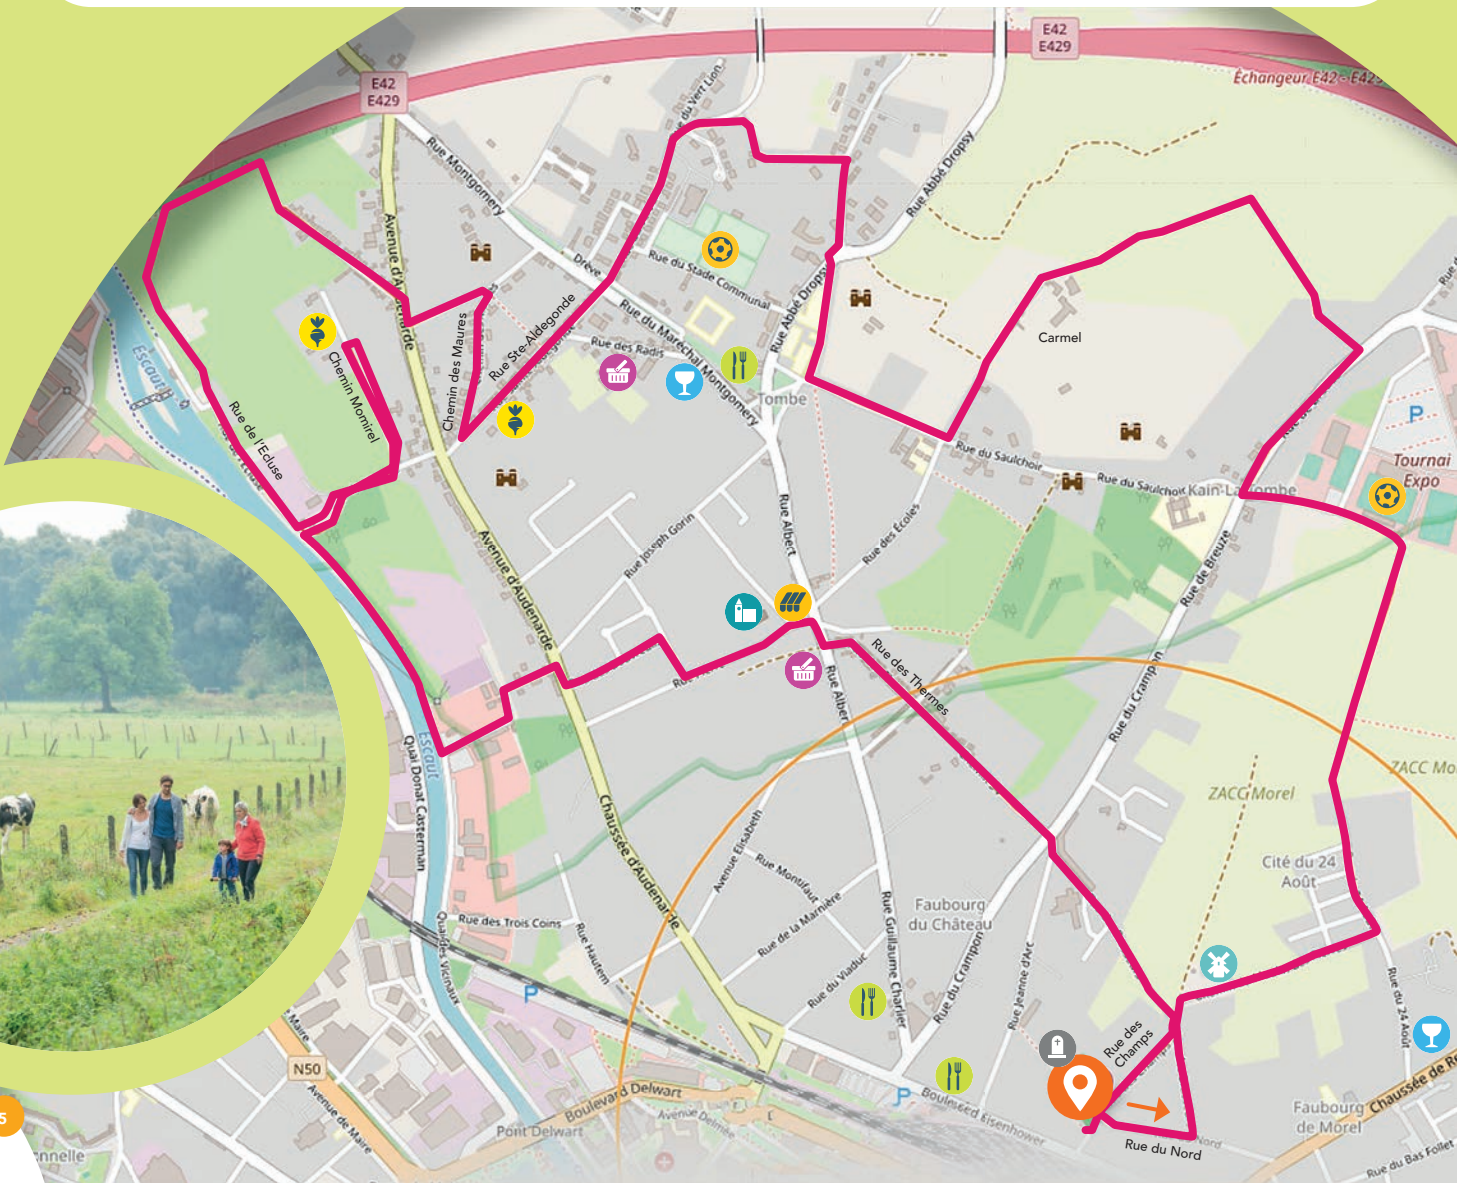 E42
E429
E42
E429
Échangeur E42 - E429
Rue du Vert Lion
Rue Montgomery
Rue Abbé Dropsy
Avenue d'Audenarde
Drève
Rue du Stade Communal
Rue du Maréchal Montgomery
Rue Abbé Dropsy
Rue Ste-Aldegonde
Chemin des Maures
Rue des Radis
Carmel
Escaut
Chemin Momirel
Rue de l'Ecluse
Tombe
P
Tournai
Expo
Rue du Saulchoir
Rue du Saulchoir
Kain-La Tombe
Rue Albert
Rue des Écoles
Rue Joseph Gorin
Avenue d'Audenarde
Rue de Breuze
Rue des Thermes
Rue Albert
Rue du Crampon
Escaut
Quai Donat Casterman
ZACC Morel
Chaussée d'Audenarde
Avenue Elisabeth
Rue Montifaut
Rue de la Marnière
Rue du Viaduc
Rue Guillaume Charlier
Cité du 24
Août
Faubourg
du Château
Rue des Trois Coins
Rue Hautem
Quai des Vicinaux
P
Rue du Crampon
Rue Jeanne d'Arc
Rue du 24 Août
Rue des
Champs
N50
Avenue de Maire
Boulevard Delwart
Avenue Delmée
Pont Delwart
P
Boulevard Eisenhower
Rue du Nord
Faubourg
de Morel
Chaussée de
Rue du Bas Follet
5